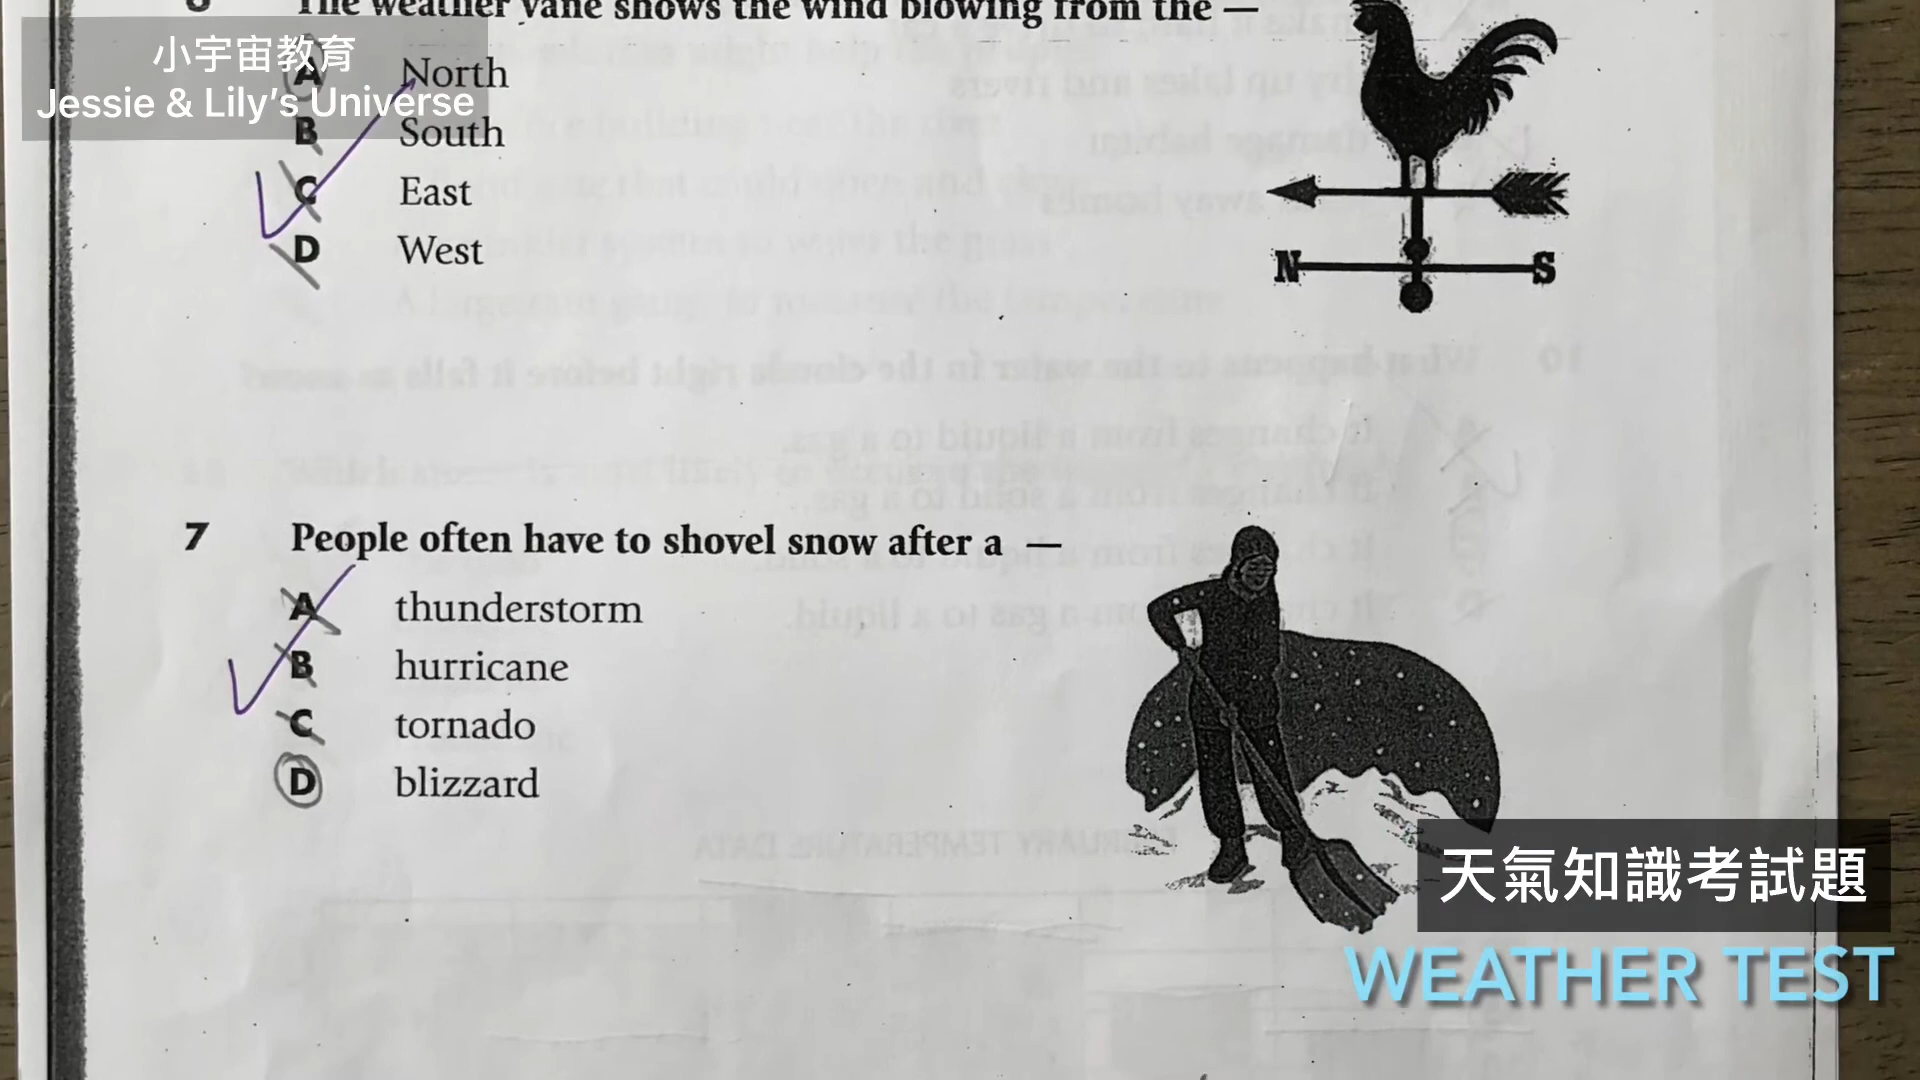 The weather vane shows the wind blowing from the —
小宇宙教育
Jessie & Lily’s Universe
A North
B South
C East
D West
N S
7 People often have to shovel snow after a —
A thunderstorm
B hurricane
C tornado
D blizzard
天氣知識考試題
WEATHER TEST